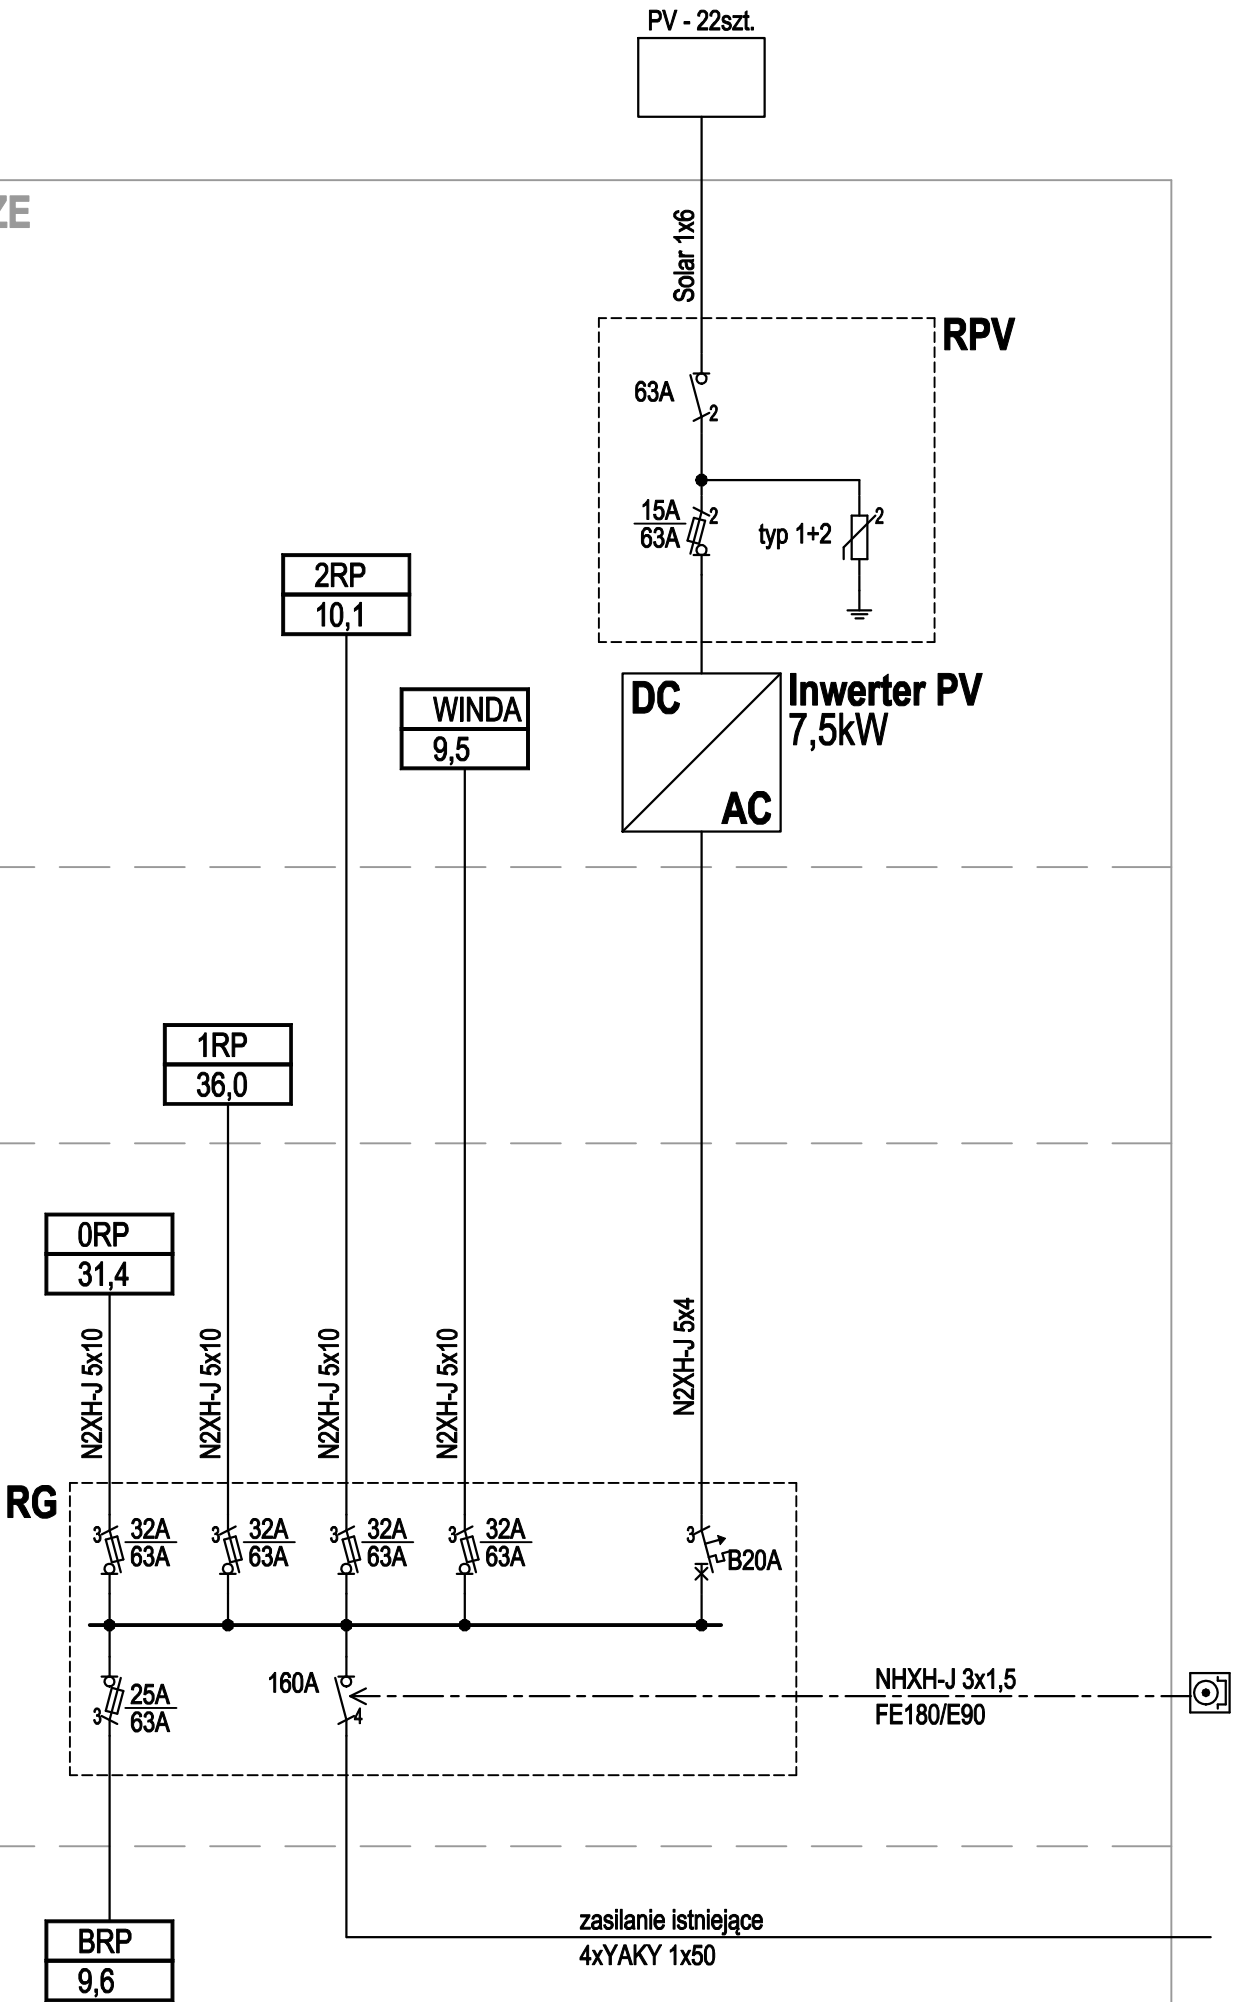 PV - 22szt.
ZE
Solar 1x6
RPV
63A
2
15A
63A
2
typ 1+2
2
2RP
10,1
DC
AC
Inwerter PV
7,5kW
WINDA
9,5
1RP
36,0
0RP
31,4
N2XH-J 5x10
N2XH-J 5x10
N2XH-J 5x10
N2XH-J 5x10
N2XH-J 5x4
RG
3
32A
63A
3
32A
63A
3
32A
63A
3
32A
63A
3
B20A
25A
63A
3
160A
4
NHXH-J 3x1,5
FE180/E90
zasilanie istniejące
4xYAKY 1x50
BRP
9,6